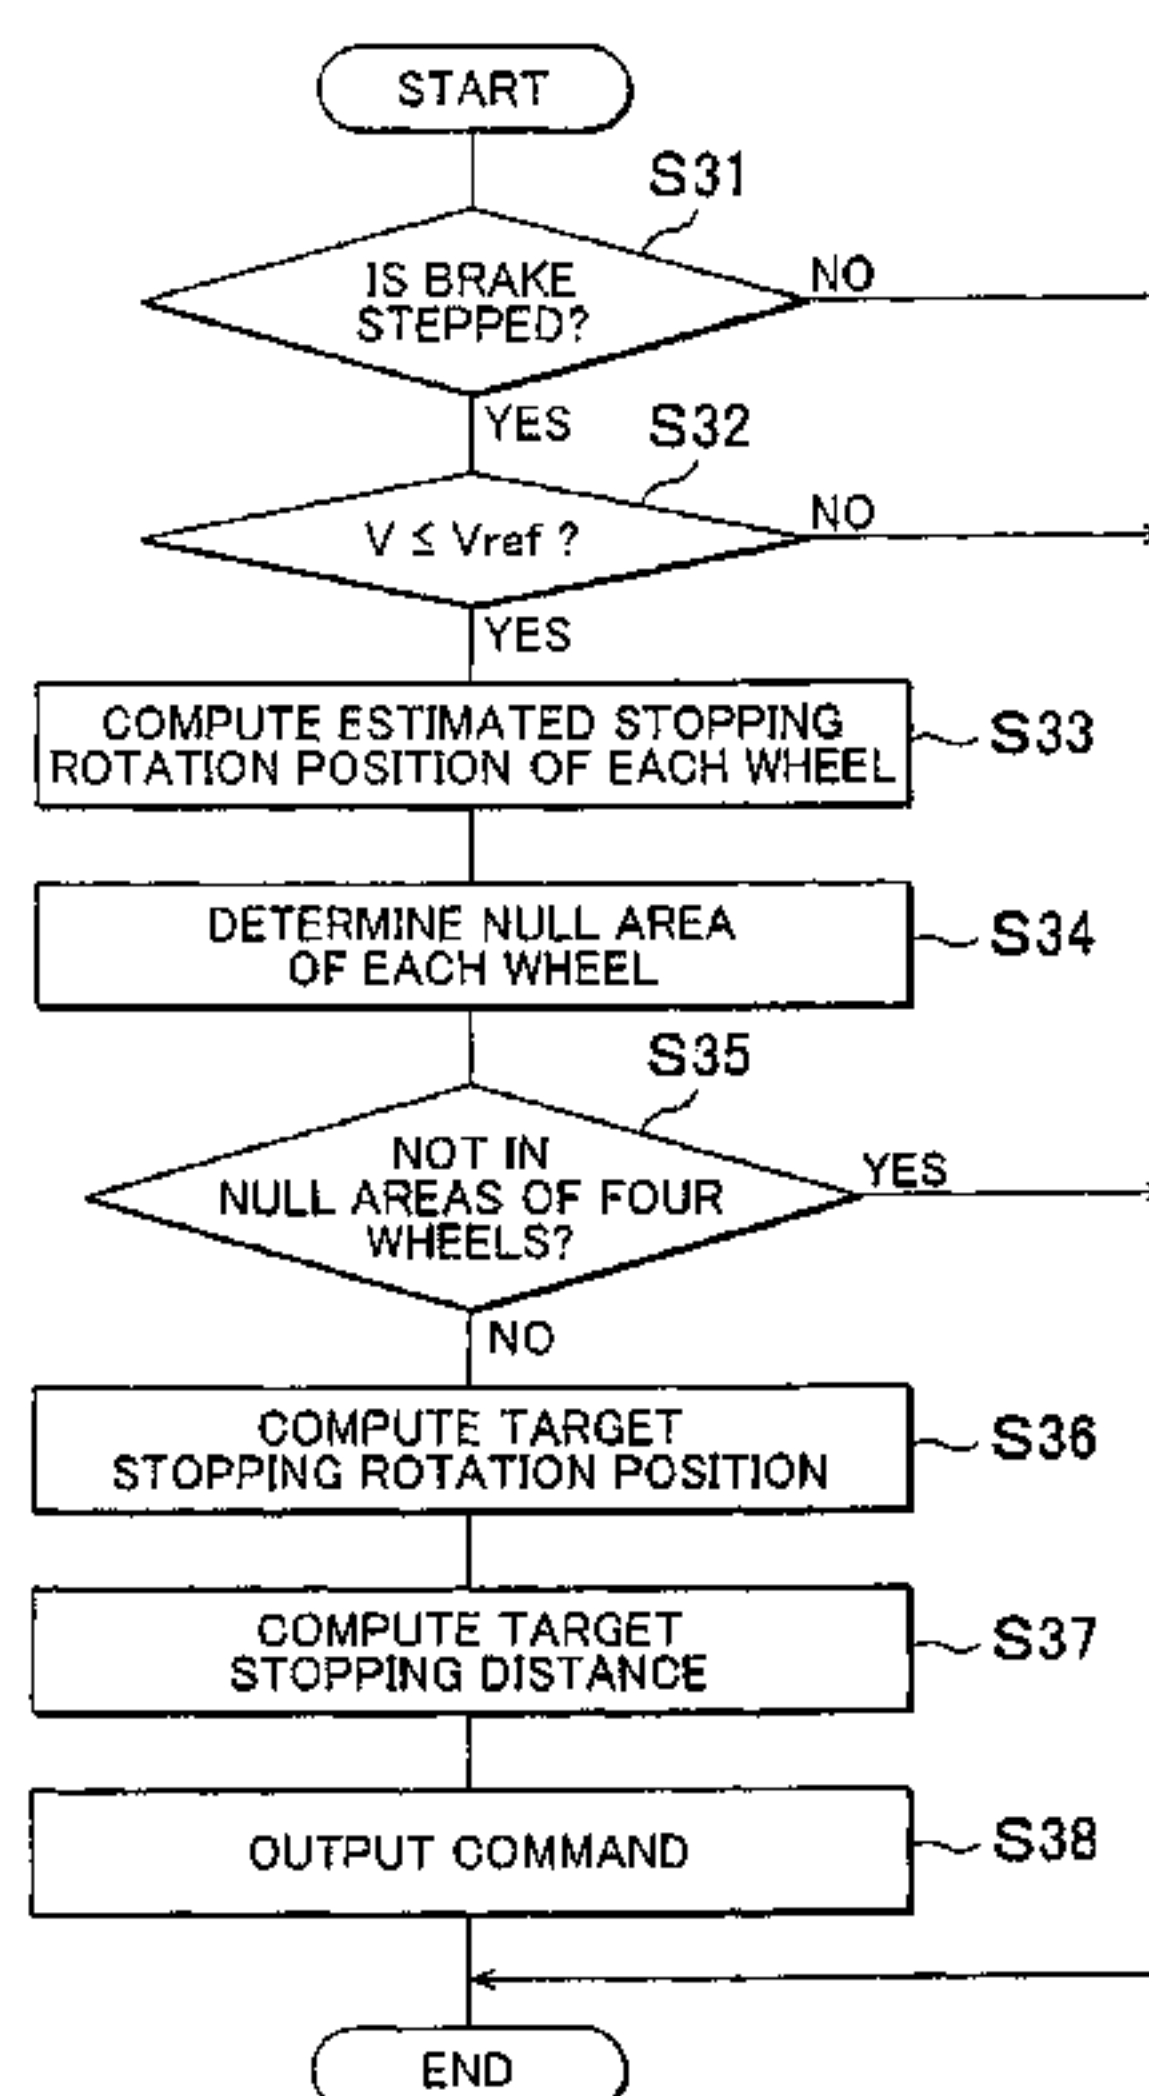 START
S31
IS BRAKE
STEPPED?
NO
YES
S32
V ≤ Vref ?
NO
YES
COMPUTE ESTIMATED STOPPING
ROTATION POSITION OF EACH WHEEL
S33
DETERMINE NULL AREA
OF EACH WHEEL
S34
S35
NOT IN
NULL AREAS OF FOUR
WHEELS?
YES
NO
COMPUTE TARGET
STOPPING ROTATION POSITION
S36
COMPUTE TARGET
STOPPING DISTANCE
S37
OUTPUT COMMAND
S38
END